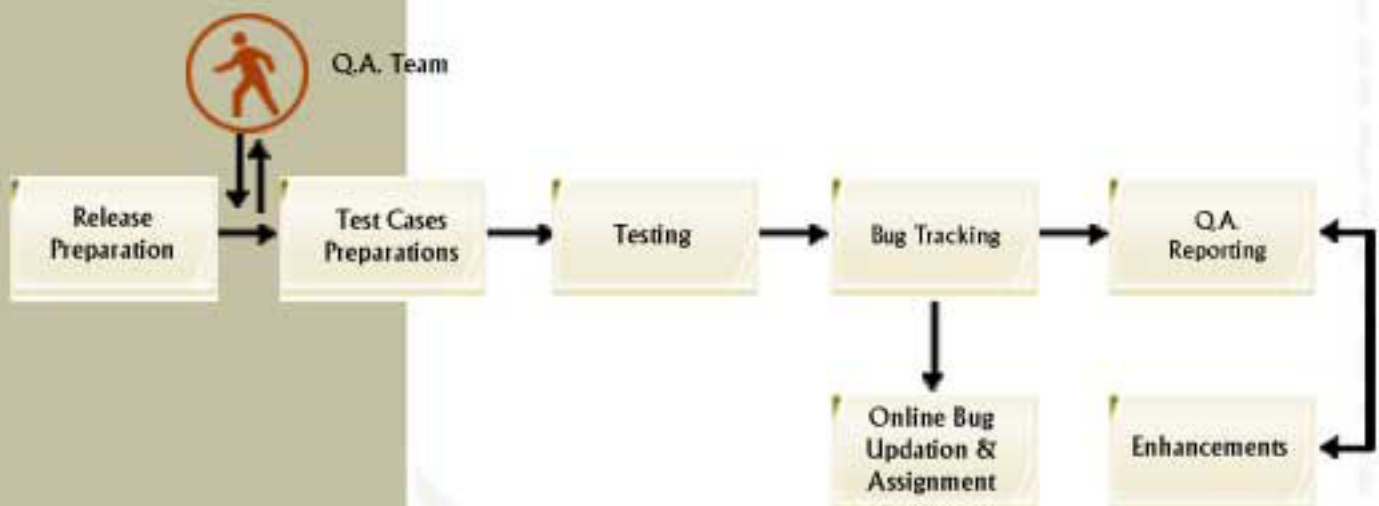 Q.A. Team
Release
Preparation
Test Cases
Preparations
Testing
Bug Tracking
Q.A.
Reporting
Online Bug
Updation &
Assignment
Enhancements